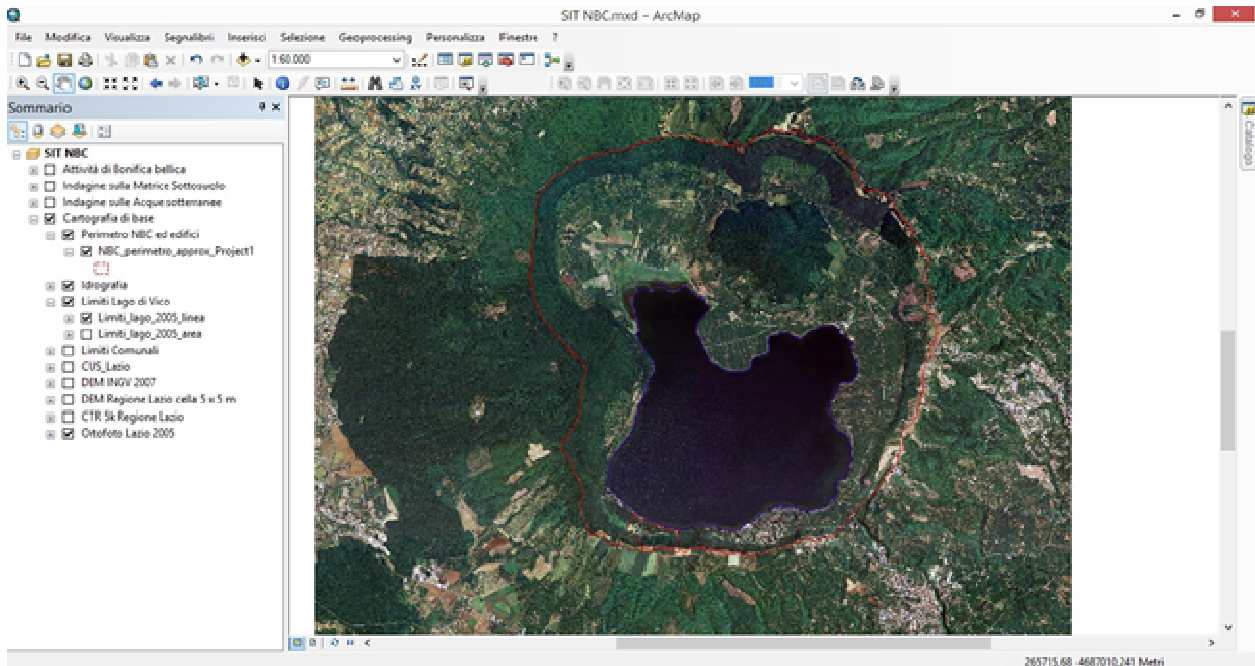 SIT NBC.mxd - ArcMap
File Modifica Visualizza Segnalibri Inserisci Selezione Geoprocessing Personalizza Finestre ?
1:60.000
Sommario
SIT NBC
Attività di Bonifica bellica
Indagine sulla Matrice Sottosuolo
Indagine sulle Acque sotterranee
Cartografia di base
Perimetro NBC ed edifici
NBC_perimetro_approx_Project1
Idrografia
Limiti Lago di Vico
Limiti_lago_2005_linea
Limiti_lago_2005_area
Limiti Comunali
CUS_Lazio
DEM INGV 2007
DEM Regione Lazio cella 5 x 5 m
CTR 5k Regione Lazio
Ortofoto Lazio 2005
Catalogo
265715,68 4687010,241 Metri